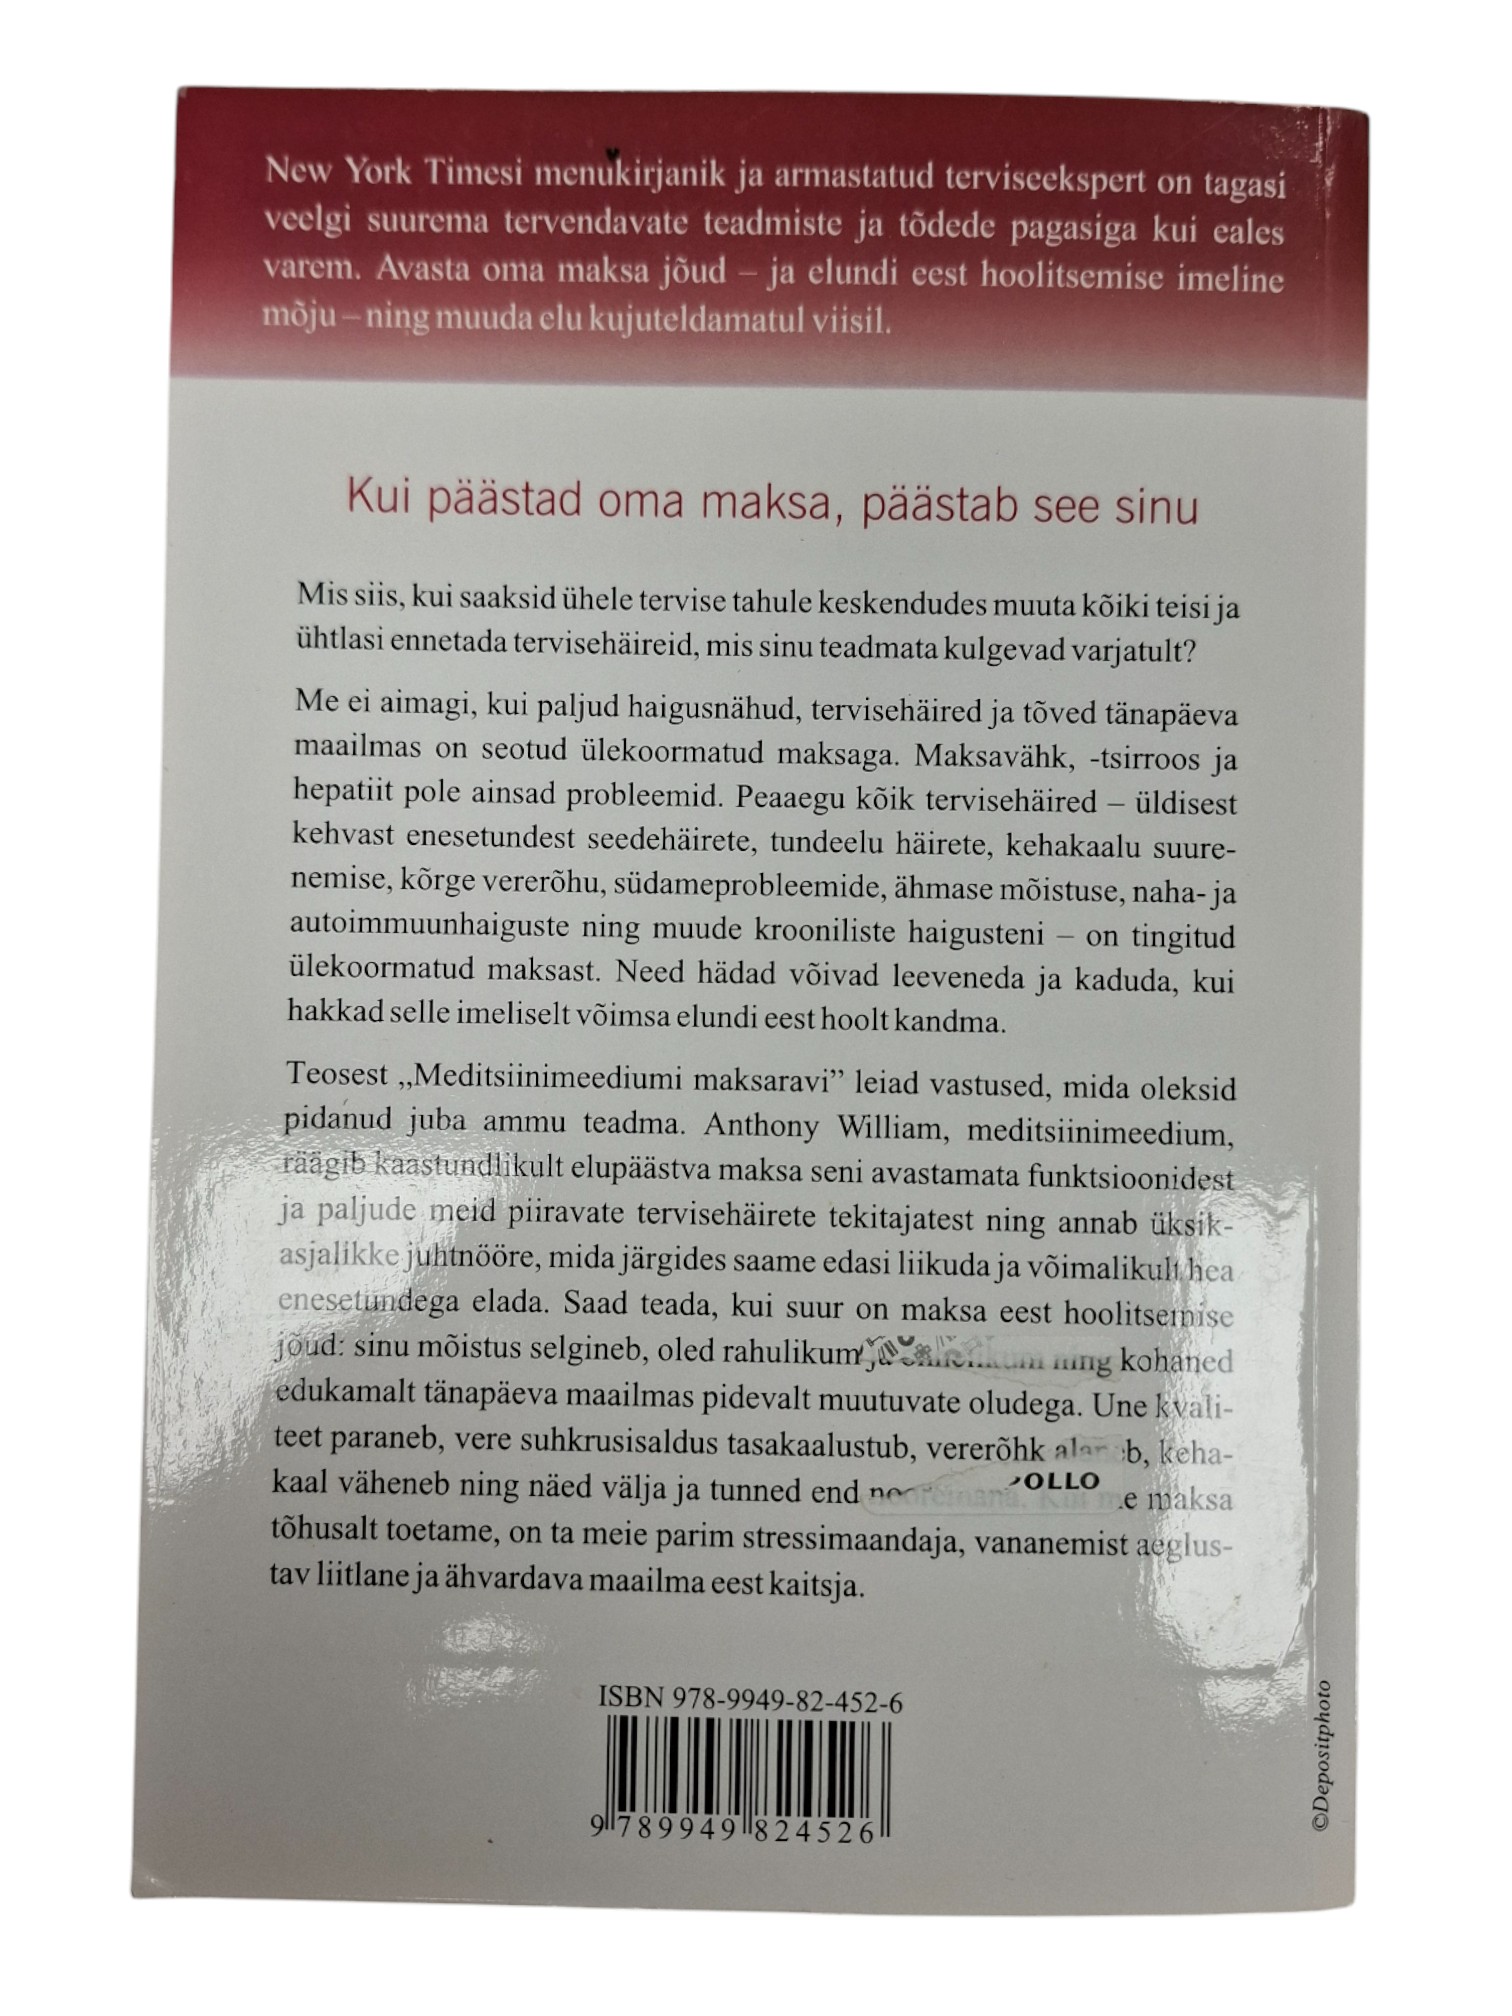 New York Timesi menukirjanik ja armastatud terviseekspert on tagasi
veelgi suurema tervendavate teadmiste ja tõdede pagasiga kui eales
varem. Avasta oma maksa jõud – ja elundi eest hoolitsemise imeline
mõju – ning muuda elu kujuteldamatul viisil.
Kui päästad oma maksa, päästab see sinu
Mis siis, kui saaksid ühele tervise tahule keskendudes muuta kõiki teisi ja
ühtlasi ennetada tervisehäireid, mis sinu teadmata kulgevad varjatult?
Me ei aimagi, kui paljud haigusnähud, tervisehäired ja tõved tänapäeva
maailmas on seotud ülekoormatud maksaga. Maksavähk, -tsirroos ja
hepatiit pole ainsad probleemid. Peaaegu kõik tervisehäired – üldisest
kehvast enesetundest seedehäirete, tundeelu häirete, kehakaalu suure-
nemise, kõrge vererõhu, südameprobleemide, ähmase mõistuse, naha- ja
autoimmuunhaiguste ning muude krooniliste haigusteni – on tingitud
ülekoormatud maksast. Need hädad võivad leeveneda ja kaduda, kui
hakkad selle imeliselt võimsa elundi eest hoolt kandma.
Teosest „Meditsiinimeediumi maksaravi” leiad vastused, mida oleksid
pidanud juba ammu teadma. Anthony William, meditsiinimeedium,
räägib kaastundlikult elupäästva maksa seni avastamata funktsioonidest
ja paljude meid piiravate tervisehäirete tekitajatest ning annab üksik-
asjalikke juhtnööre, mida järgides saame edasi liikuda ja võimalikult hea
enesetundega elada. Saad teada, kui suur on maksa eest hoolitsemise
jõud: sinu mõistus selgineb, oled rahulikum ja ning kohaned
edukamalt tänapäeva maailmas pidevalt muutuvate oludega. Une kvali-
teet paraneb, vere suhkrusisaldus tasakaalustub, vererõhk alaneb, keha-
kaal väheneb ning näed välja ja tunned end nooremana. Kui me maksa
OLLO
tõhusalt toetame, on ta meie parim stressimaandaja, vananemist aeglus-
tav liitlane ja ähvardava maailma eest kaitsja.
ISBN 978-9949-82-452-6
9 789949 824526
©Depositphoto